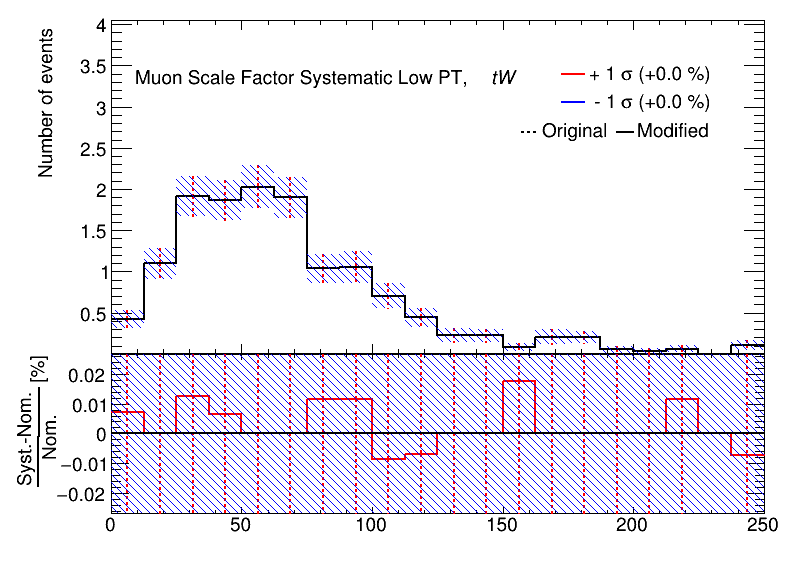 Number of events
4
3.5
3
2.5
2
1.5
1
0.5
Muon Scale Factor Systematic Low PT, tW
+ 1 σ (+0.0 %)
- 1 σ (+0.0 %)
Original Modified
Syst.-Nom. [%]
Nom.
0.02
0.01
0
−0.01
−0.02
0 50 100 150 200 250